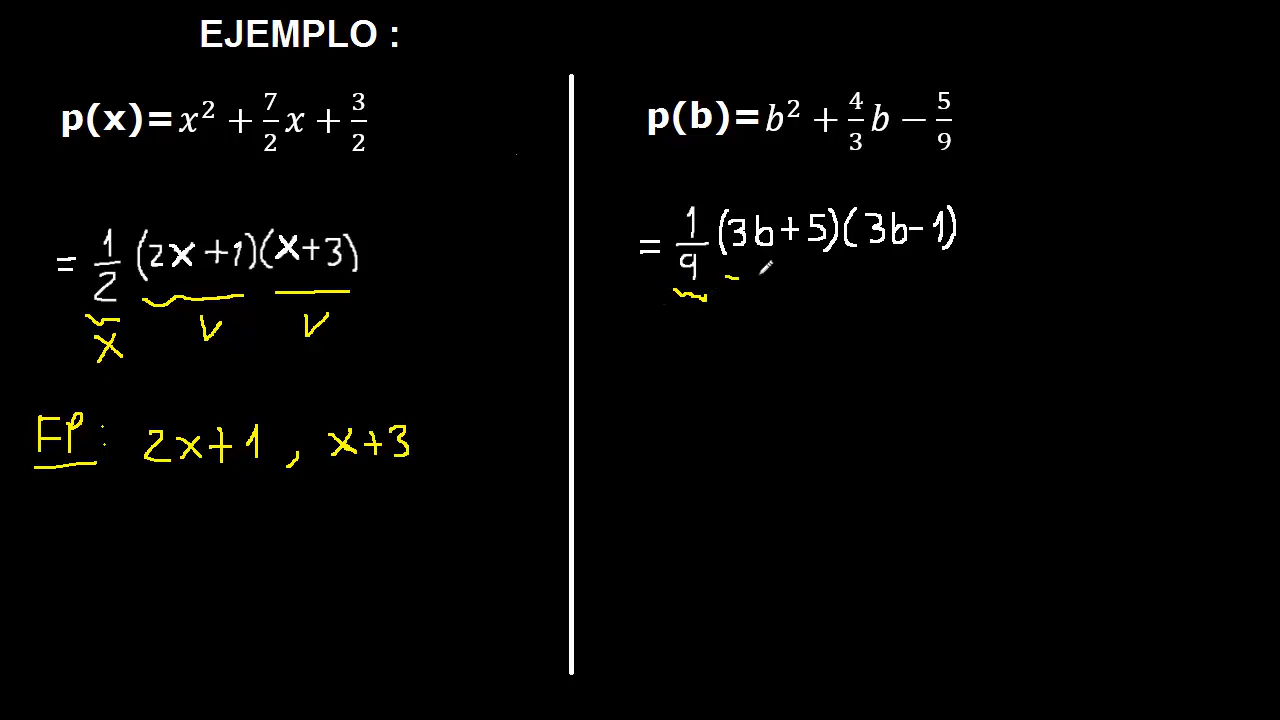 EJEMPLO :
p(x)=x² + 7/2 x + 3/2
= 1/2 (2x+1)(x+3)
x v v
FP: 2x+1 , x+3
p(b)=b² + 4/3 b − 5/9
= 1/9 (3b+5)(3b-1)